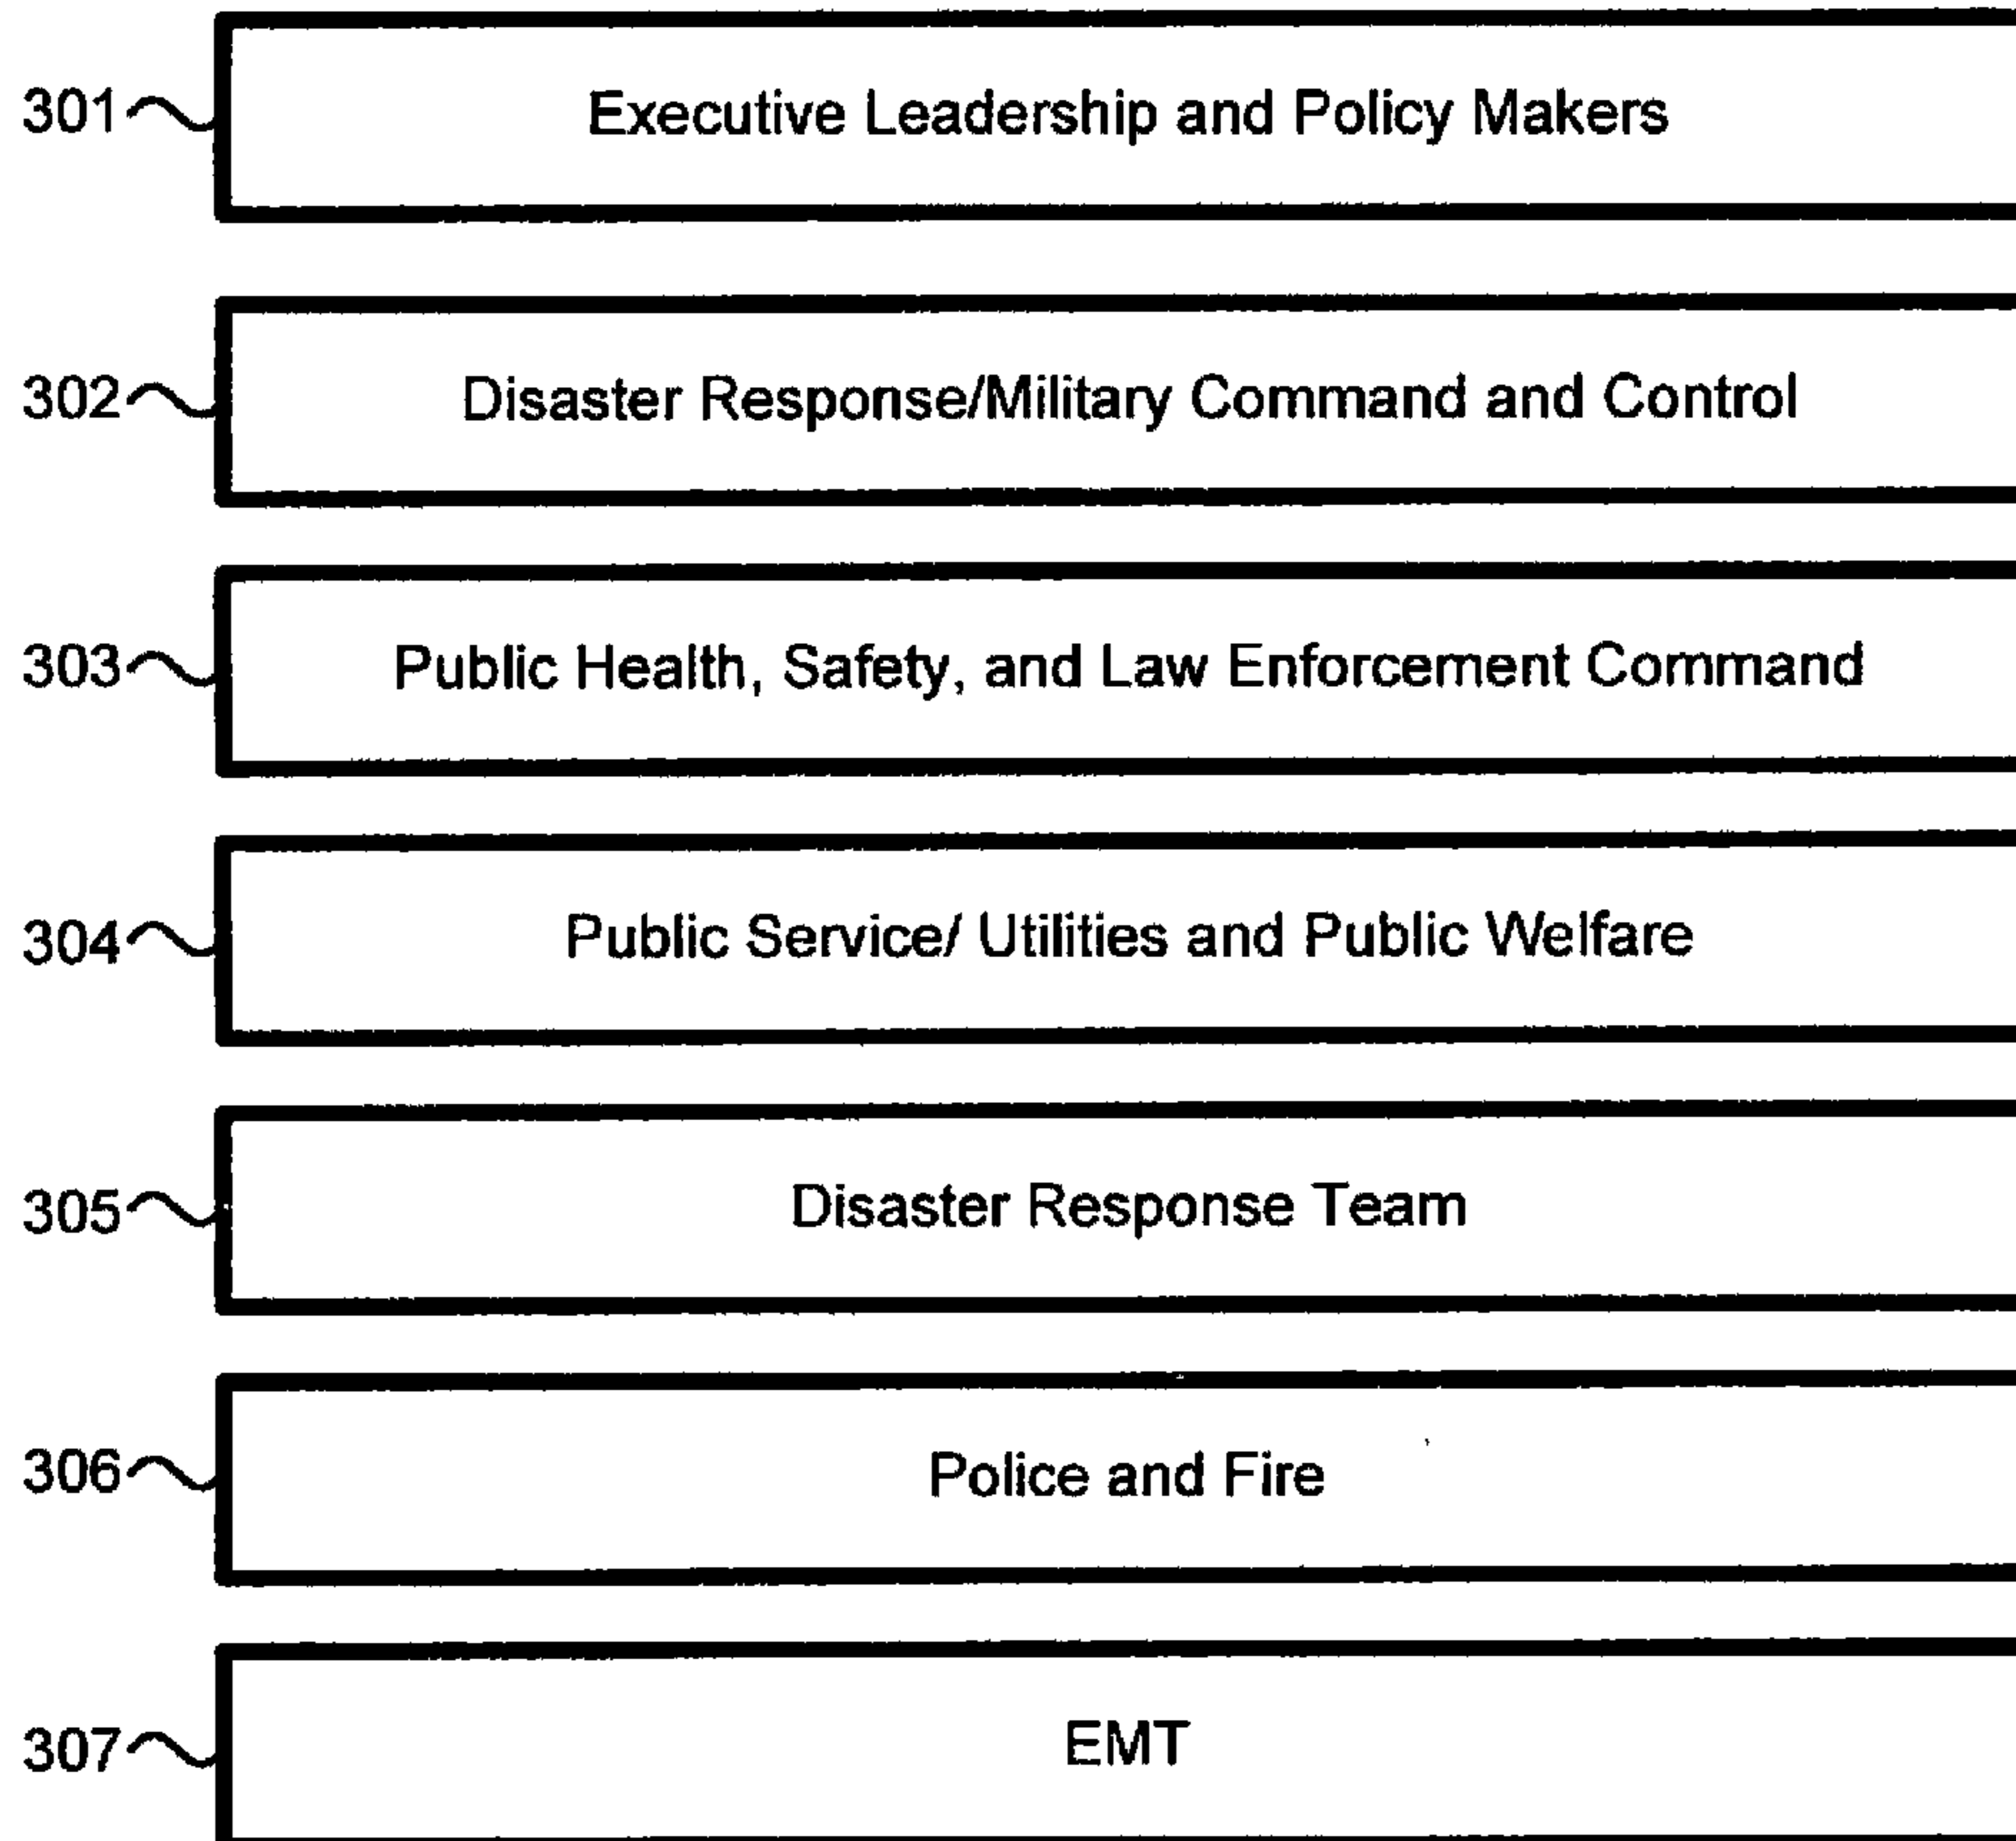 301 Executive Leadership and Policy Makers
302 Disaster Response/Military Command and Control
303 Public Health, Safety, and Law Enforcement Command
304 Public Service/ Utilities and Public Welfare
305 Disaster Response Team
306 Police and Fire
307 EMT